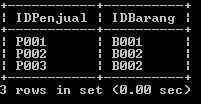 IDPenjual | IDBarang
P001 | B001
P002 | B002
P003 | B002
3 rows in set (0.00 sec)